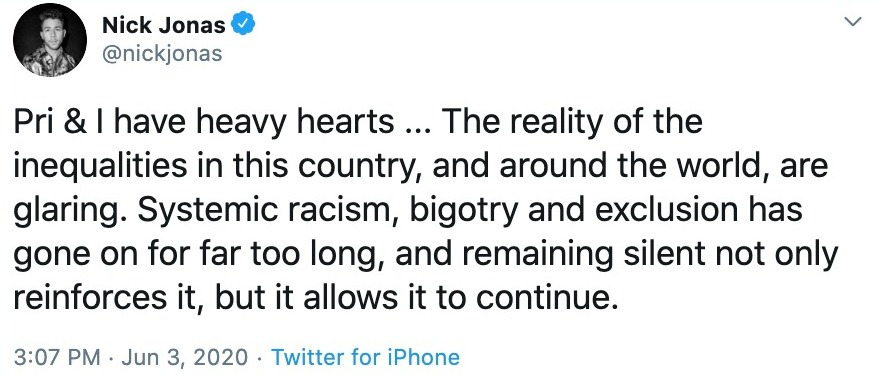 Nick Jonas
@nickjonas
Pri & I have heavy hearts ... The reality of the
inequalities in this country, and around the world, are
glaring. Systemic racism, bigotry and exclusion has
gone on for far too long, and remaining silent not only
reinforces it, but it allows it to continue.
3:07 PM · Jun 3, 2020 · Twitter for iPhone